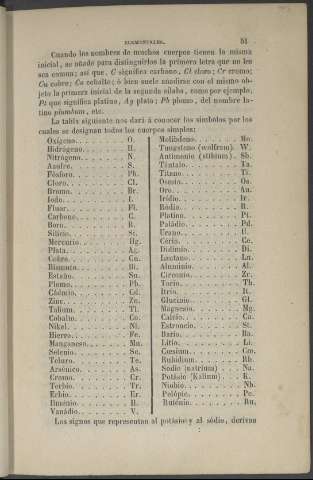 ELEMENTALES. 51
Cuando los nombres de muchos cuerpos tienen la misma
inicial, se añade para distinguirlos la primera letra que no les
sea comun; así que, C significa carbono, Cl cloro; Cr cromo;
Cu cobre; Co cobalto; ó bien suele añadirse con el mismo ob-
jeto la primera inicial de la segunda sílaba, como por ejemplo,
Pt que significa platino, Ag plata; Pb plomo, del nombre la-
tino plumbum, etc.
La tabla siguiente nos dará á conocer los símbolos por los
cuales se designan todos los cuerpos simples:
Oxígeno. O.
Hidrógeno. H.
Nitrógeno. N.
Azufre. S.
Fósforo. Ph.
Cloro. Cl.
Bromo. Br.
Iodo. I.
Fluor. Fl.
Carbono. C.
Boro. B.
Silicio. Si.
Mercurio. Hg.
Plata. Ag.
Cobre. Cu.
Bismuto. Bi.
Estaño. Sn.
Plomo. Pb.
Cádmio. Cd.
Zinc. Zn.
Talium. Tl.
Cobalto. Co.
Nikel. Ni.
Hierro. Fe.
Manganeso. Mn.
Selenio. Se.
Teluro. Te.
Arsénico. As.
Cromo. Cr.
Terbio. Tr.
Erbio. Er.
Ilmenio. Il.
Vanádio. V.
Molibdeno. Mo.
Tungsteno (wolfram). W.
Antimonio (stibium). Sb.
Tántalo. Ta.
Titano. Ti.
Osmio. Os.
Oro. Au.
Irídio. Ir.
Ródio. R.
Platino. Pt.
Paládio. Pd.
Urano. U.
Cério. Ce.
Didimio. Di.
Lantano. La.
Aluminio. Al.
Circonio. Zr.
Torio. Th.
Itrio. It.
Glucinio. Gl.
Magnesio. Mg.
Calcio. Ca.
Estroncio. St.
Bario. Ba.
Litio. Li.
Cæsium. Cm.
Rubidium. Rb.
Sodio (natrium). Na.
Potásio (Kalium). K.
Niobio. Nb.
Pelópio. Pe.
Ruténio. Ru.
Los signos que representan al potásio y al sódio, derivan